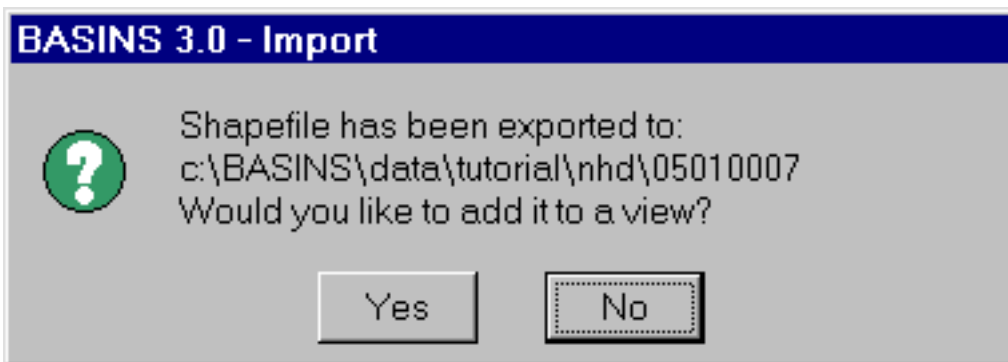 BASINS 3.0 - Import
Shapefile has been exported to:
c:\BASINS\data\tutorial\nhd\05010007
Would you like to add it to a view?
Yes No